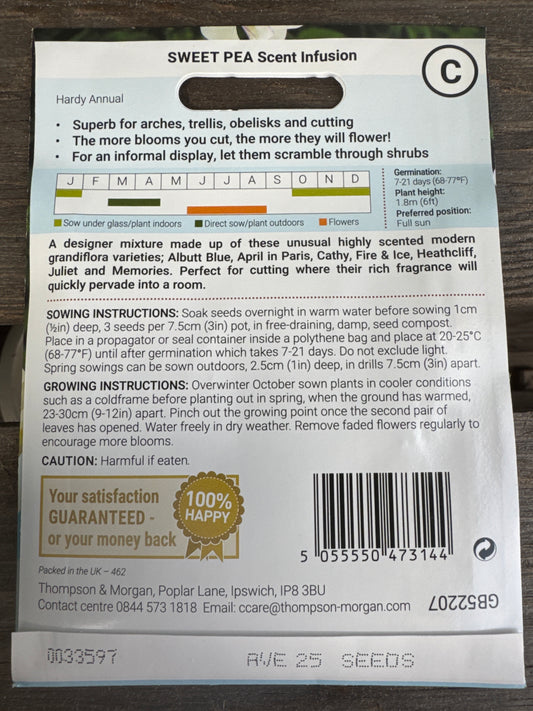 SWEET PEA Scent Infusion
C
Hardy Annual
• Superb for arches, trellis, obelisks and cutting
• The more blooms you cut, the more they will flower!
• For an informal display, let them scramble through shrubs
J F M A M J J A S O N D
Sow under glass/plant indoors Direct sow/plant outdoors Flowers
Germination:
7-21 days (68-77°F)
Plant height:
1.8m (6ft)
Preferred position:
Full sun
A designer mixture made up of these unusual highly scented modern
grandiflora varieties; Albutt Blue, April in Paris, Cathy, Fire & Ice, Heathcliff,
Juliet and Memories. Perfect for cutting where their rich fragrance will
quickly pervade into a room.
SOWING INSTRUCTIONS: Soak seeds overnight in warm water before sowing 1cm
(½in) deep, 3 seeds per 7.5cm (3in) pot, in free-draining, damp, seed compost.
Place in a propagator or seal container inside a polythene bag and place at 20-25°C
(68-77°F) until after germination which takes 7-21 days. Do not exclude light.
Spring sowings can be sown outdoors, 2.5cm (1in) deep, in drills 7.5cm (3in) apart.
GROWING INSTRUCTIONS: Overwinter October sown plants in cooler conditions
such as a coldframe before planting out in spring, when the ground has warmed,
23-30cm (9-12in) apart. Pinch out the growing point once the second pair of
leaves has opened. Water freely in dry weather. Remove faded flowers regularly to
encourage more blooms.
CAUTION: Harmful if eaten.
Your satisfaction
GUARANTEED -
or your money back
100%
HAPPY
5 055550 473144
Packed in the UK – 462
Thompson & Morgan, Poplar Lane, Ipswich, IP8 3BU
Contact centre 0844 573 1818 Email: ccare@thompson-morgan.com
GB52207
0033597 AVE 25 SEEDS